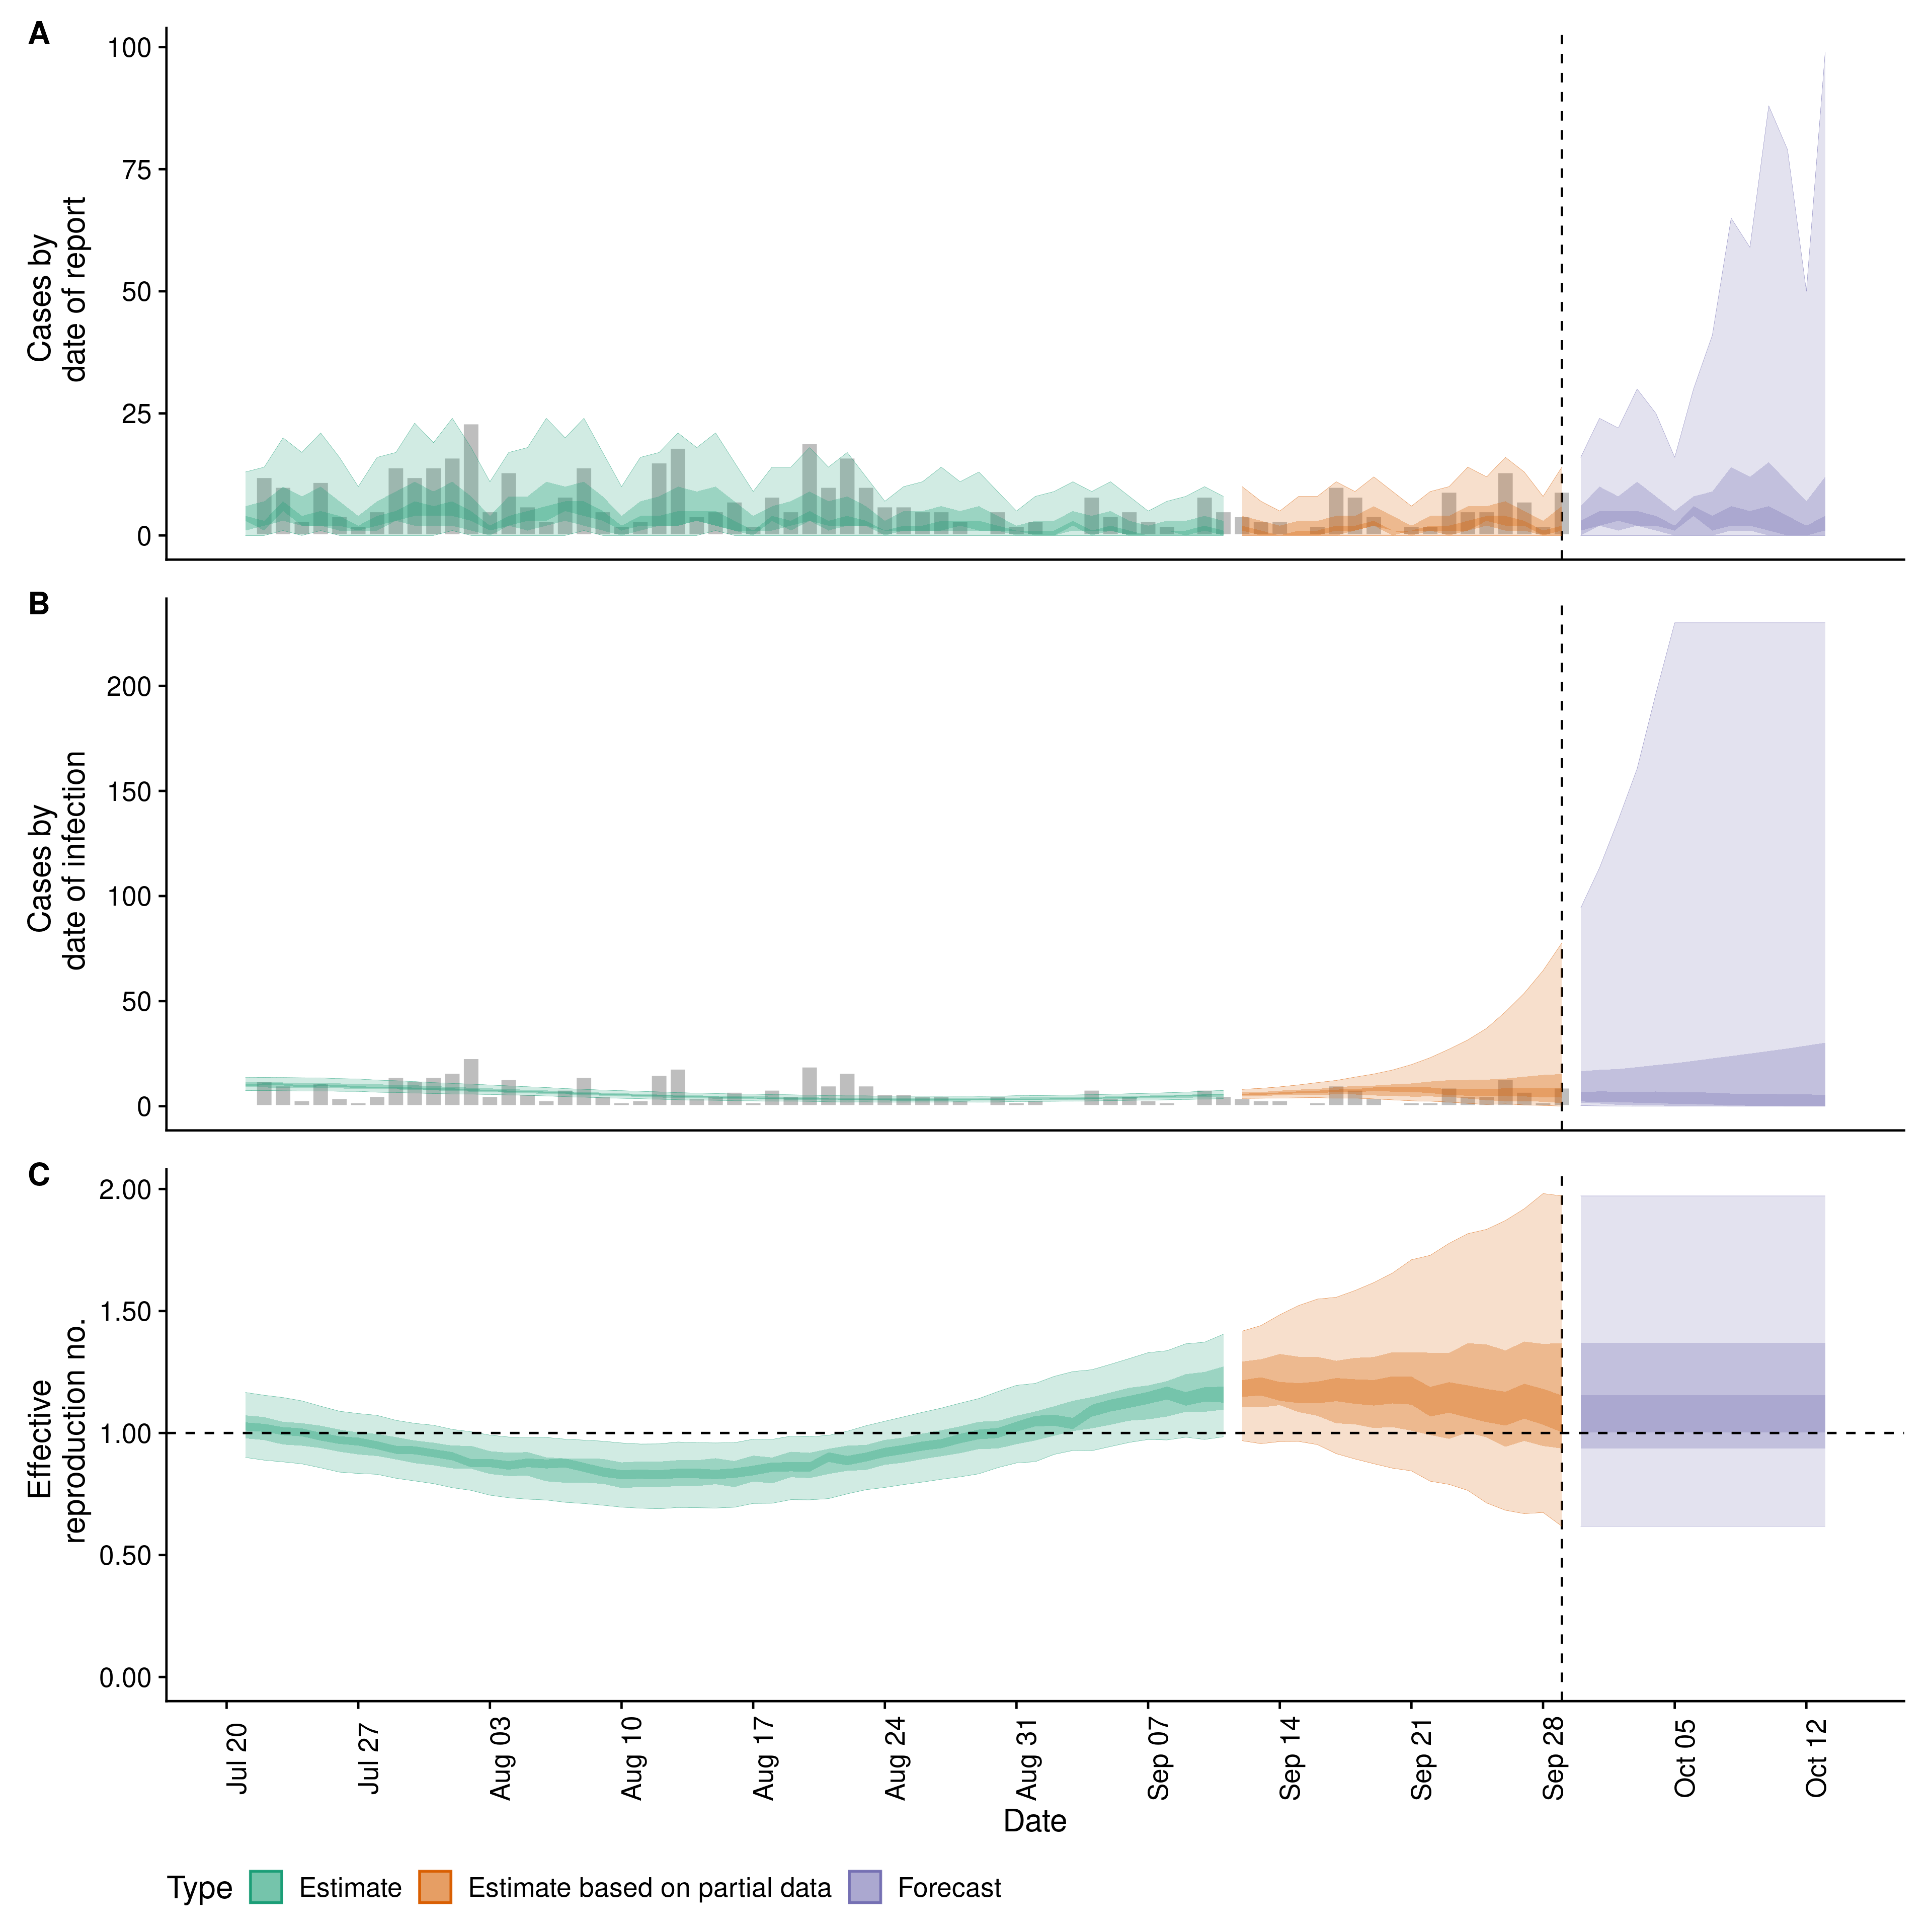 A
100
75
50
25
0
Cases by
date of report
B
200
150
100
50
0
Cases by
date of infection
C
2.00
1.50
1.00
0.50
0.00
Effective
reproduction no.
Jul 20
Jul 27
Aug 03
Aug 10
Aug 17
Aug 24
Aug 31
Sep 07
Sep 14
Sep 21
Sep 28
Oct 05
Oct 12
Date
Type Estimate Estimate based on partial data Forecast